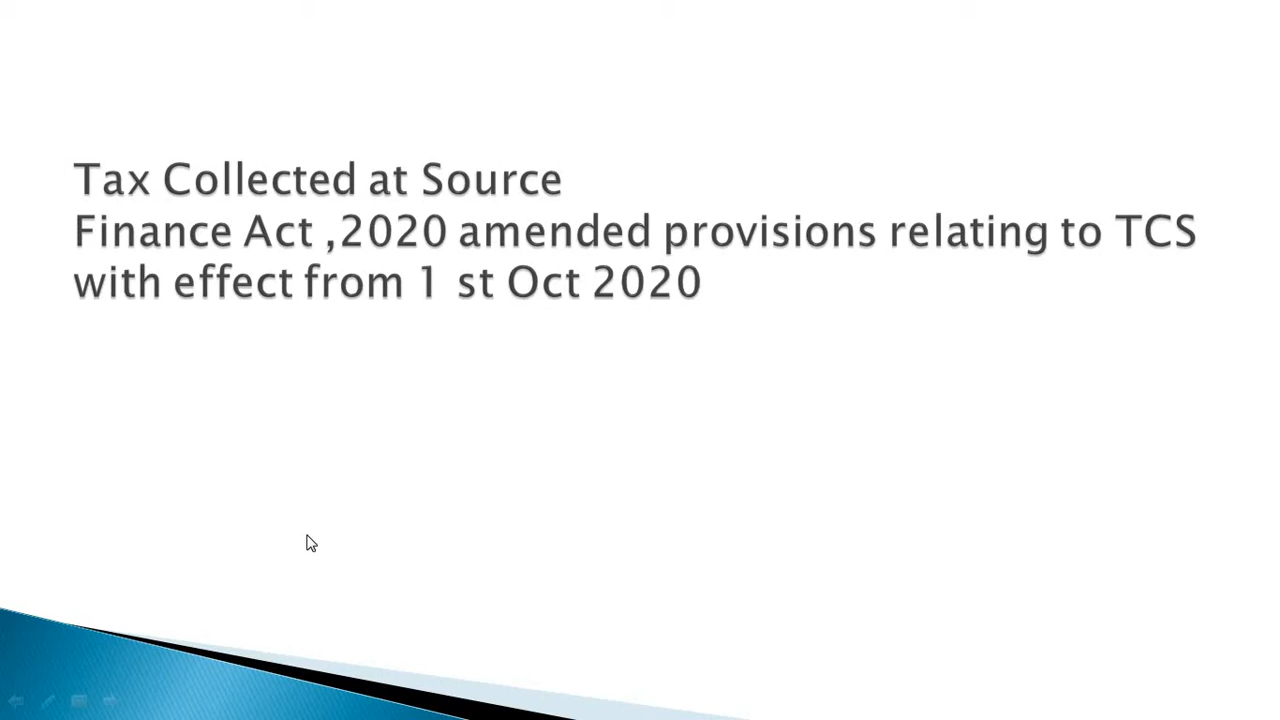 Tax Collected at Source
Finance Act ,2020 amended provisions relating to TCS
with effect from 1 st Oct 2020